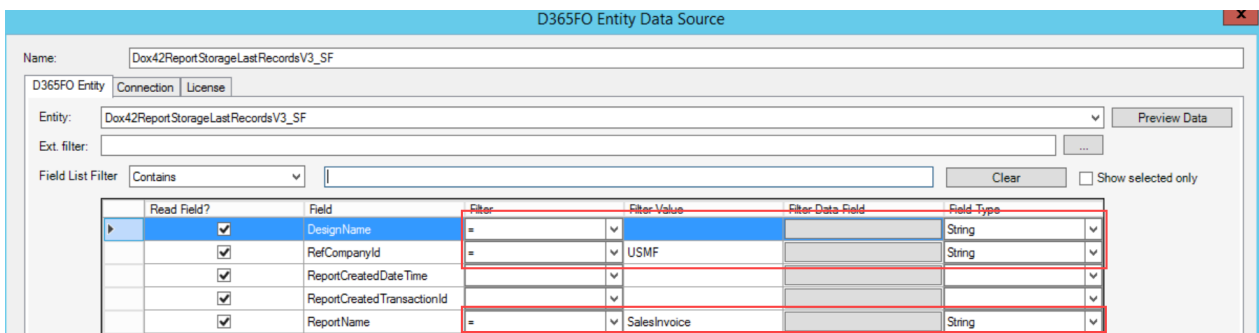 D365FO Entity Data Source
x
Name: Dox42ReportStorageLastRecordsV3_SF
D365FO Entity Connection License
Entity: Dox42ReportStorageLastRecordsV3_SF Preview Data
Ext. filter: ...
Field List Filter Contains Clear Show selected only
Read Field? Field Filter Filter Value Filter Data Field Field Type
DesignName = String
RefCompanyId = USMF String
ReportCreatedDateTime
ReportCreatedTransactionId
ReportName = SalesInvoice String